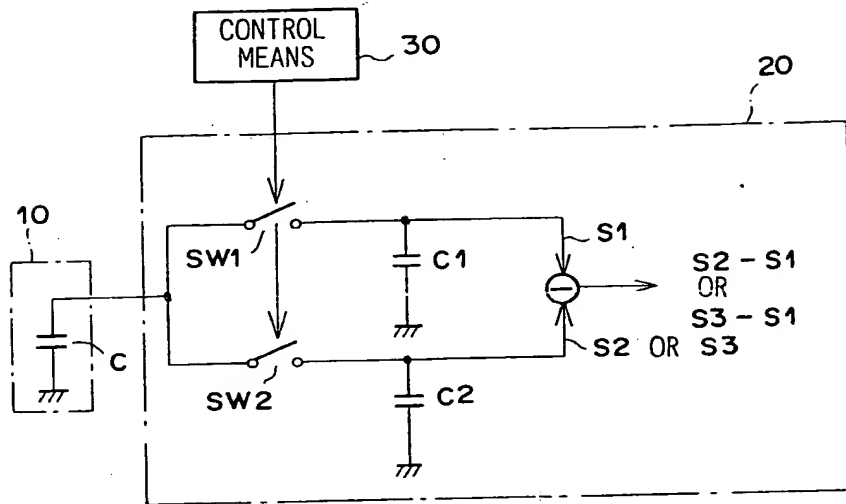 CONTROL
MEANS
30
20
10
SW1
C1
S1
S2 - S1
OR
S3 - S1
C
SW2
C2
S2 OR S3